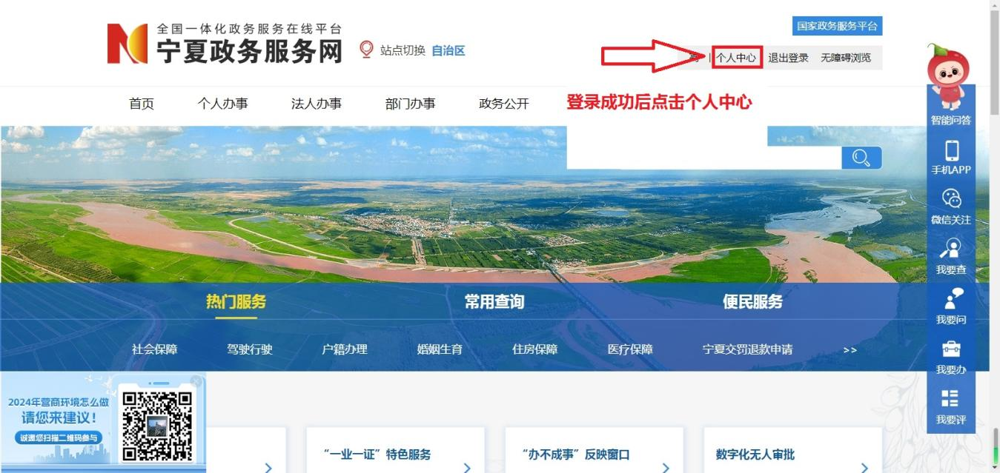 全国一体化政务服务在线平台
宁夏政务服务网
站点切换 自治区
国家政务服务平台
个人中心 退出登录 无障碍浏览
首页 个人办事 法人办事 部门办事 政务公开
登录成功后点击个人中心
智能问答
手机APP
微信关注
我要查
我要问
我要办
我要评
热门服务 常用查询 便民服务
社会保障 驾驶行驶 户籍办理 婚姻生育 住房保障 医疗保障 宁夏交罚退款申请 >>
2024年营商环境怎么做
请您来建议!
诚邀您扫描二维码参与
“一业一证”特色服务 “办不成事”反映窗口 数字化无人审批